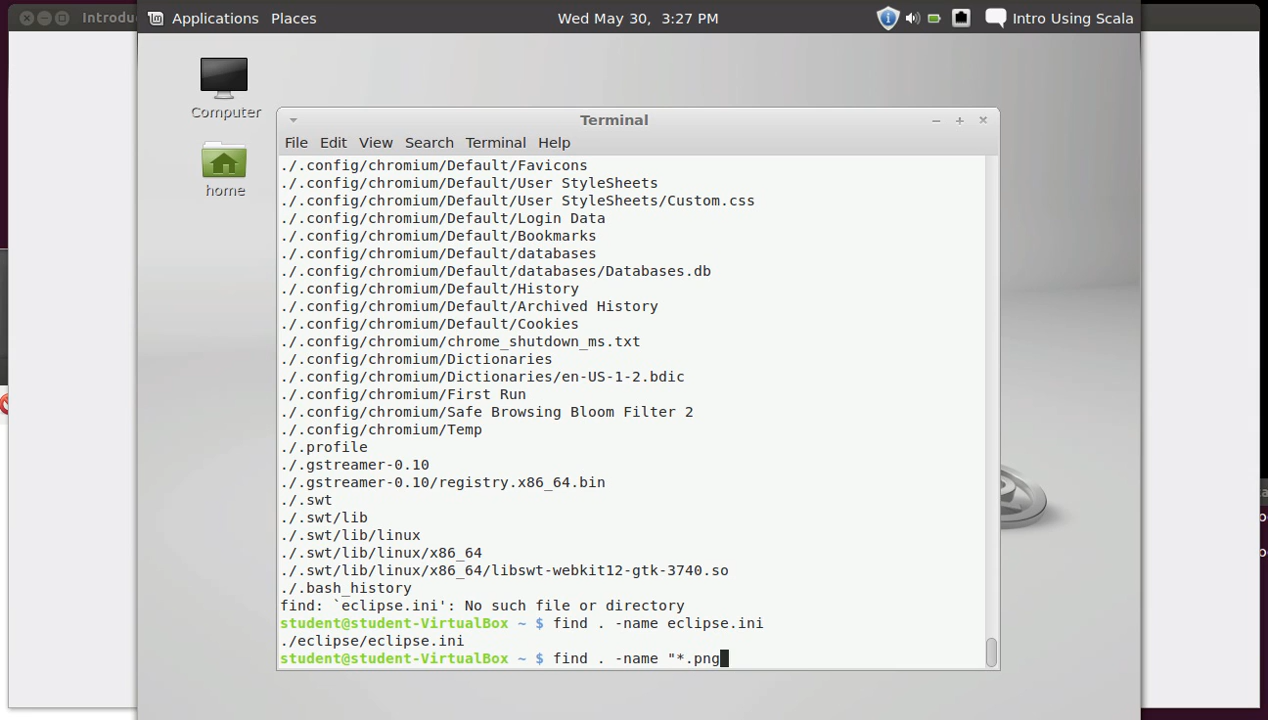 Introduc
Applications Places Wed May 30, 3:27 PM Intro Using Scala
Computer
home
Terminal
File Edit View Search Terminal Help
./.config/chromium/Default/Favicons
./.config/chromium/Default/User StyleSheets
./.config/chromium/Default/User StyleSheets/Custom.css
./.config/chromium/Default/Login Data
./.config/chromium/Default/Bookmarks
./.config/chromium/Default/databases
./.config/chromium/Default/databases/Databases.db
./.config/chromium/Default/History
./.config/chromium/Default/Archived History
./.config/chromium/Default/Cookies
./.config/chromium/chrome_shutdown_ms.txt
./.config/chromium/Dictionaries
./.config/chromium/Dictionaries/en-US-1-2.bdic
./.config/chromium/First Run
./.config/chromium/Safe Browsing Bloom Filter 2
./.config/chromium/Temp
./.profile
./.gstreamer-0.10
./.gstreamer-0.10/registry.x86_64.bin
./.swt
./.swt/lib
./.swt/lib/linux
./.swt/lib/linux/x86_64
./.swt/lib/linux/x86_64/libswt-webkit12-gtk-3740.so
./.bash_history
find: `eclipse.ini': No such file or directory
student@student-VirtualBox ~ $ find . -name eclipse.ini
./eclipse/eclipse.ini
student@student-VirtualBox ~ $ find . -name "*.png